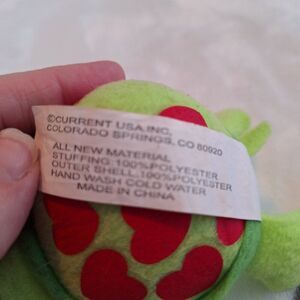 ©CURRENT USA, INC.
COLORADO SPRINGS, CO 80920
ALL NEW MATERIAL
STUFFING: 100% POLYESTER
OUTER SHELL: 100% POLYESTER
HAND WASH COLD WATER
MADE IN CHINA